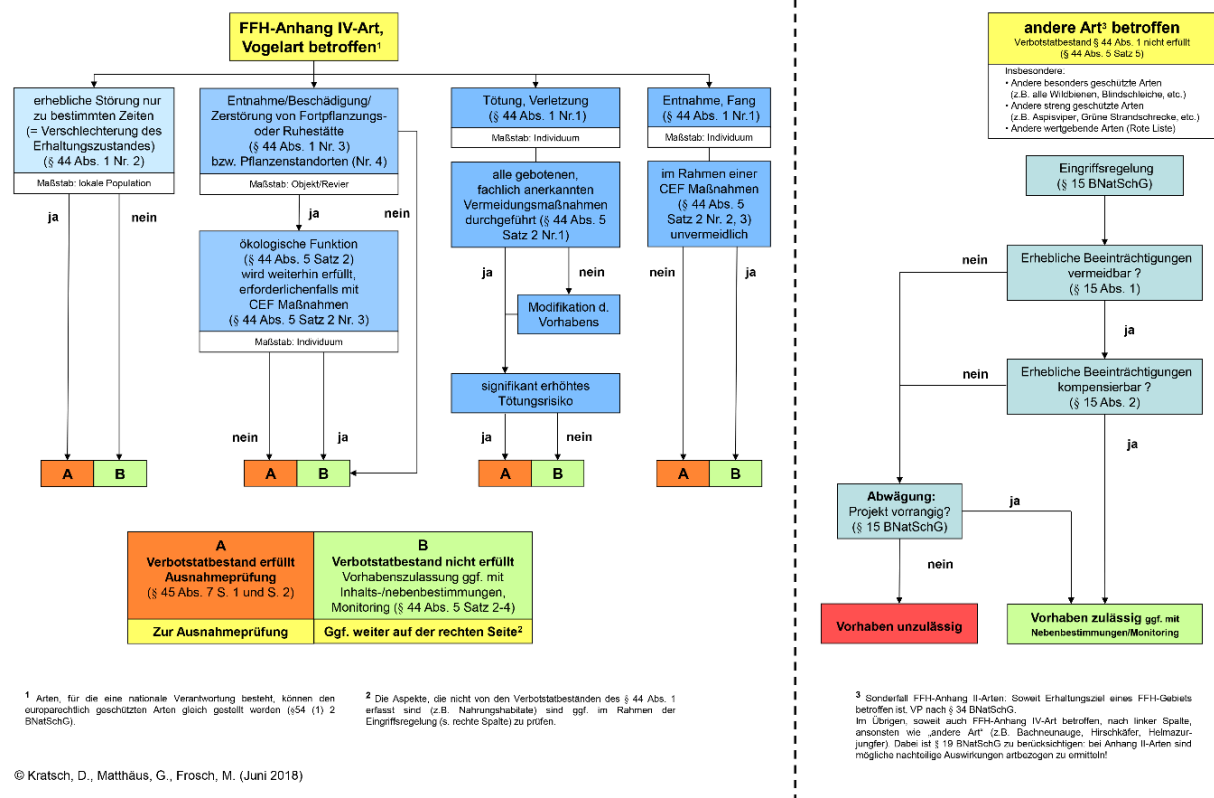 FFH-Anhang IV-Art,
Vogelart betroffen¹
erhebliche Störung nur
zu bestimmten Zeiten
(= Verschlechterung des
Erhaltungszustandes)
(§ 44 Abs. 1 Nr. 2)
Maßstab: lokale Population
ja
nein
Entnahme/Beschädigung/
Zerstörung von Fortpflanzungs-
oder Ruhestätte
(§ 44 Abs. 1 Nr. 3)
bzw. Pflanzenstandorten (Nr. 4)
Maßstab: Objekt/Revier
ja
nein
ökologische Funktion
(§ 44 Abs. 5 Satz 2)
wird weiterhin erfüllt,
erforderlichenfalls mit
CEF Maßnahmen
(§ 44 Abs. 5 Satz 2 Nr. 3)
Maßstab: Individuum
nein
ja
Tötung, Verletzung
(§ 44 Abs. 1 Nr.1)
Maßstab: Individuum
alle gebotenen,
fachlich anerkannten
Vermeidungsmaßnahmen
durchgeführt (§ 44 Abs. 5
Satz 2 Nr.1)
ja
nein
Modifikation d.
Vorhabens
signifikant erhöhtes
Tötungsrisiko
ja
nein
Entnahme, Fang
(§ 44 Abs. 1 Nr.1)
Maßstab: Individuum
im Rahmen einer
CEF Maßnahmen
(§ 44 Abs. 5
Satz 2 Nr. 2, 3)
unvermeidlich
nein
ja
A B
A B
A B
A B
A
Verbotstatbestand erfüllt
Ausnahmeprüfung
(§ 45 Abs. 7 S. 1 und S. 2)
Zur Ausnahmeprüfung
B
Verbotstatbestand nicht erfüllt
Vorhabenszulassung ggf. mit
Inhalts-/nebenbestimmungen,
Monitoring (§ 44 Abs. 5 Satz 2-4)
Ggf. weiter auf der rechten Seite²
¹ Arten, für die eine nationale Verantwortung besteht, können den
europarechtlich geschützten Arten gleich gestellt werden (§54 (1) 2
BNatSchG).
² Die Aspekte, die nicht von den Verbotstatbeständen des § 44 Abs. 1
erfasst sind (z.B. Nahrungshabitate) sind ggf. im Rahmen der
Eingriffsregelung (s. rechte Spalte) zu prüfen.
© Kratsch, D., Matthäus, G., Frosch, M. (Juni 2018)
andere Art³ betroffen
Verbotstatbestand § 44 Abs. 1 nicht erfüllt
(§ 44 Abs. 5 Satz 5)
Insbesondere:
• Andere besonders geschützte Arten
(z.B. alle Wildbienen, Blindschleiche, etc.)
• Andere streng geschützte Arten
(z.B. Aspisviper, Grüne Strandschrecke, etc.)
• Andere wertgebende Arten (Rote Liste)
Eingriffsregelung
(§ 15 BNatSchG)
Erhebliche Beeinträchtigungen
vermeidbar ?
(§ 15 Abs. 1)
nein
ja
Erhebliche Beeinträchtigungen
kompensierbar ?
(§ 15 Abs. 2)
nein
ja
Abwägung:
Projekt vorrangig?
(§ 15 BNatSchG)
ja
nein
Vorhaben unzulässig
Vorhaben zulässig ggf. mit
Nebenbestimmungen/Monitoring
³ Sonderfall FFH-Anhang II-Arten: Soweit Erhaltungsziel eines FFH-Gebiets
betroffen ist, VP nach § 34 BNatSchG.
Im Übrigen, soweit auch FFH-Anhang IV-Art betroffen, nach linker Spalte,
ansonsten wie „andere Art“ (z.B. Bachneunauge, Hirschkäfer, Helmazur-
jungfer). Dabei ist § 19 BNatSchG zu berücksichtigen: bei Anhang II-Arten sind
mögliche nachteilige Auswirkungen artbezogen zu ermitteln!